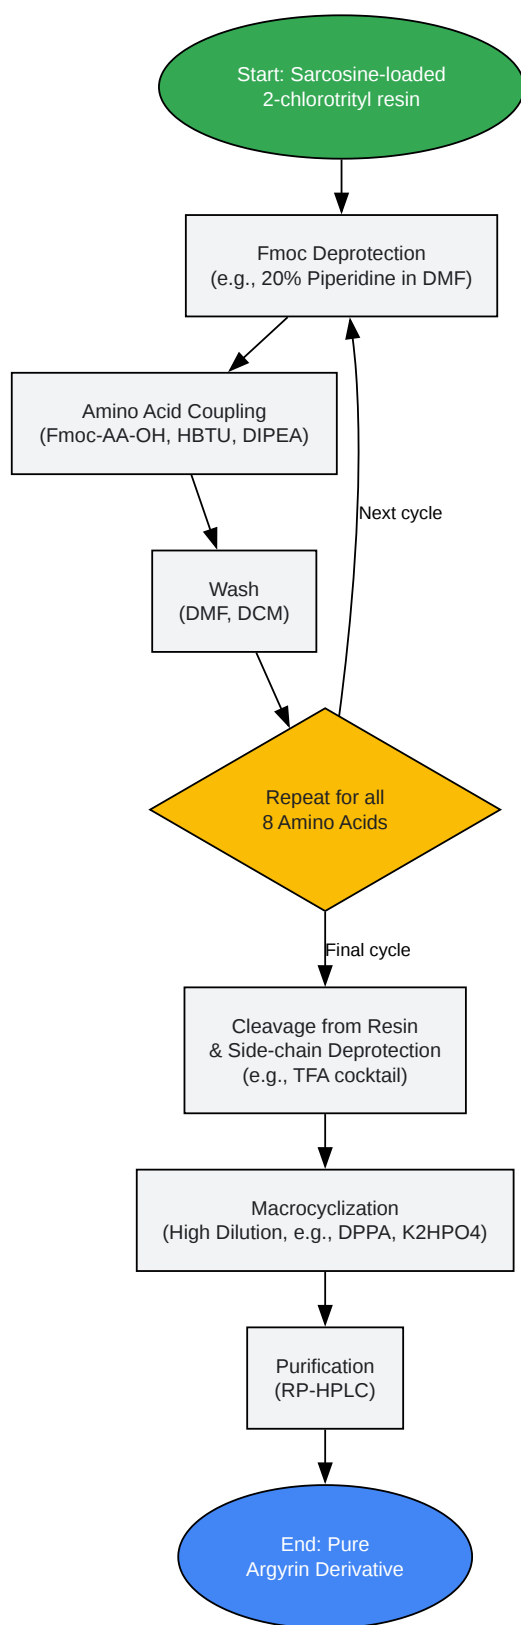 Start: Sarcosine-loaded
2-chlorotrityl resin
Fmoc Deprotection
(e.g., 20% Piperidine in DMF)
Amino Acid Coupling
(Fmoc-AA-OH, HBTU, DIPEA)
Next cycle
Wash
(DMF, DCM)
Repeat for all
8 Amino Acids
Final cycle
Cleavage from Resin
& Side-chain Deprotection
(e.g., TFA cocktail)
Macrocyclization
(High Dilution, e.g., DPPA, K2HPO4)
Purification
(RP-HPLC)
End: Pure
Argyrin Derivative